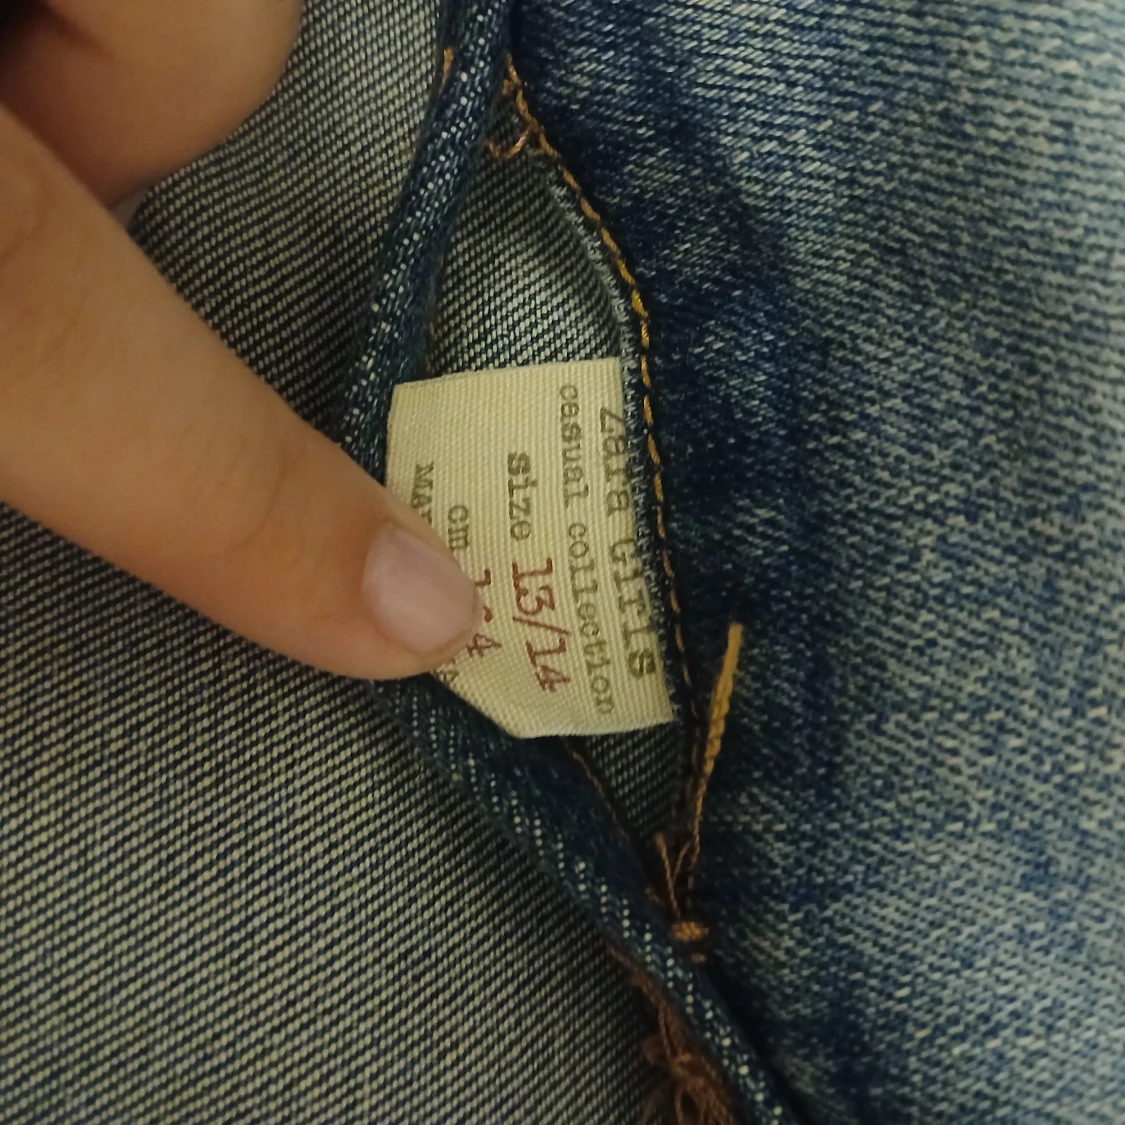 Zara Girls
casual collection
size 13/14
cm